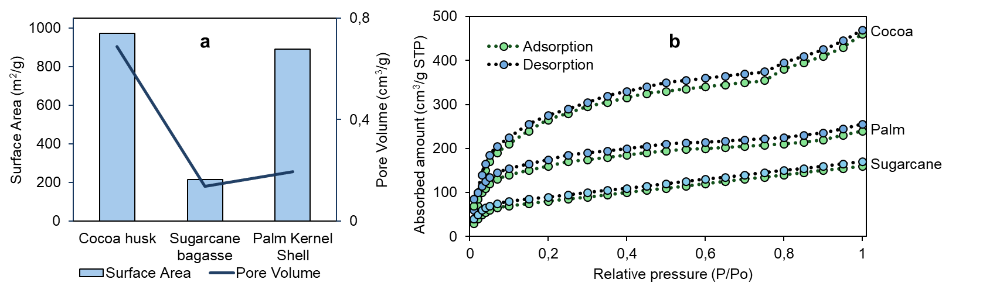 a
Surface Area (m²/g)
1000
800
600
400
200
0
0,8
0,4
0
Pore Volume (cm³/g)
Cocoa husk
Sugarcane
bagasse
Palm Kernel
Shell
Surface Area
Pore Volume
b
Absorbed amount (cm³/g STP)
500
400
300
200
100
0
Adsorption
Desorption
Cocoa
Palm
Sugarcane
0 0,2 0,4 0,6 0,8 1
Relative pressure (P/Po)